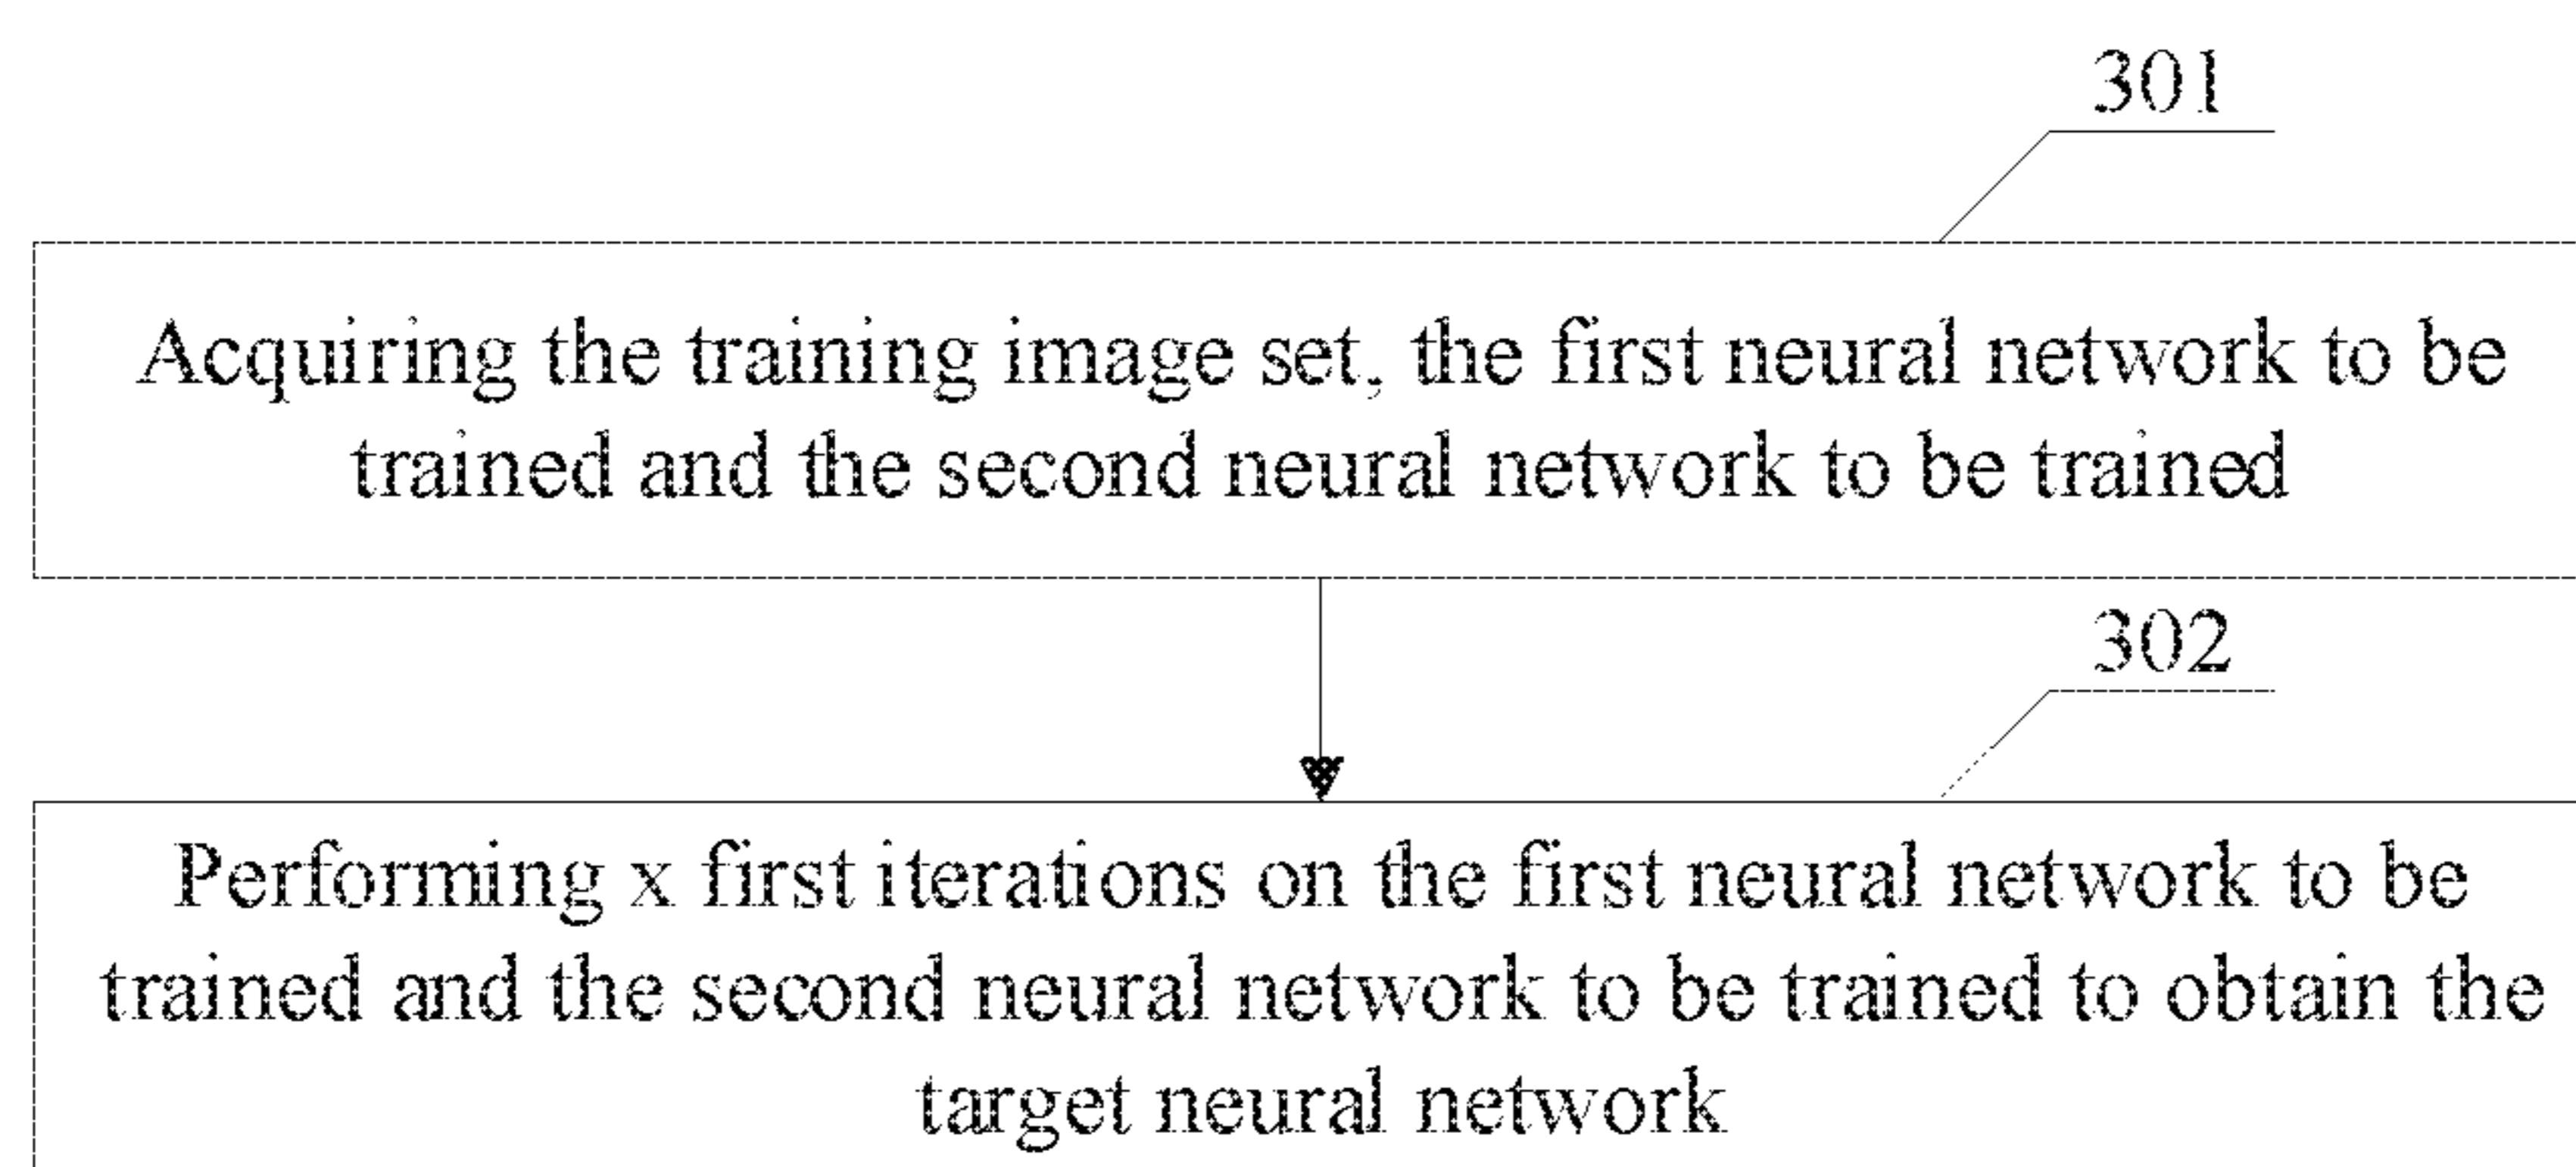 301
Acquiring the training image set, the first neural network to be
trained and the second neural network to be trained
302
Performing x first iterations on the first neural network to be
trained and the second neural network to be trained to obtain the
target neural network